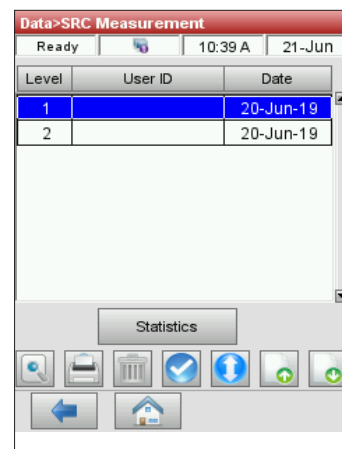 Data>SRC Measurement
Ready 10:39 A 21-Jun
Level User ID Date
1 20-Jun-19
2 20-Jun-19
Statistics